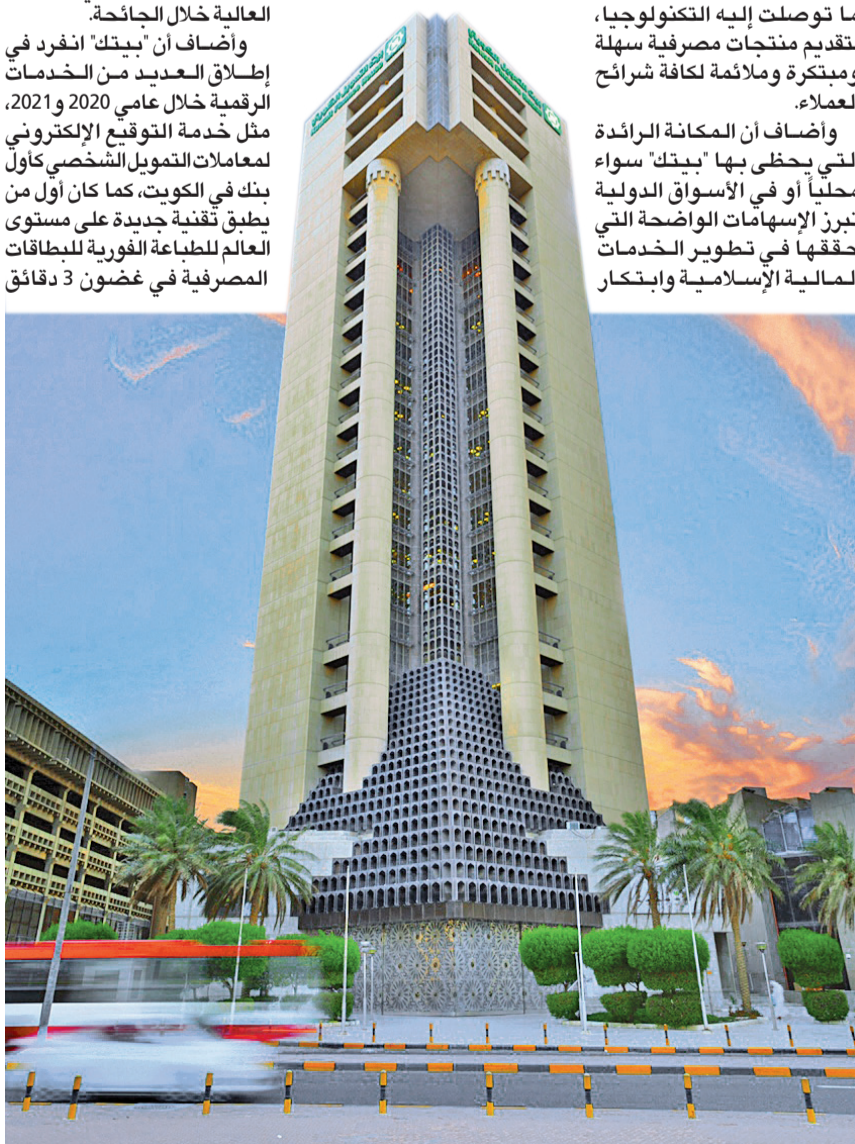 ما توصلت إليه التكنولوجيا،
بتقديم منتجات مصرفية سهلة
ومبتكرة وملائمة لكافة شرائح
العملاء.
وأضاف أن المكانة الرائدة
التي يحظى بها "بيتك" سواء
محلياً أو في الأسواق الدولية
تبرز الإسهامات الواضحة التي
حققها في تطوير الخدمات
المالية الإسلامية وابتكار
العالية خلال الجائحة.
وأضاف أن "بيتك" انفرد في
إطلاق العديد من الخدمات
الرقمية خلال عامي 2020 و2021،
مثل خدمة التوقيع الإلكتروني
لمعاملات التمويل الشخصي كأول
بنك في الكويت، كما كان أول من
يطبق تقنية جديدة على مستوى
العالم للطباعة الفورية للبطاقات
المصرفية في غضون 3 دقائق